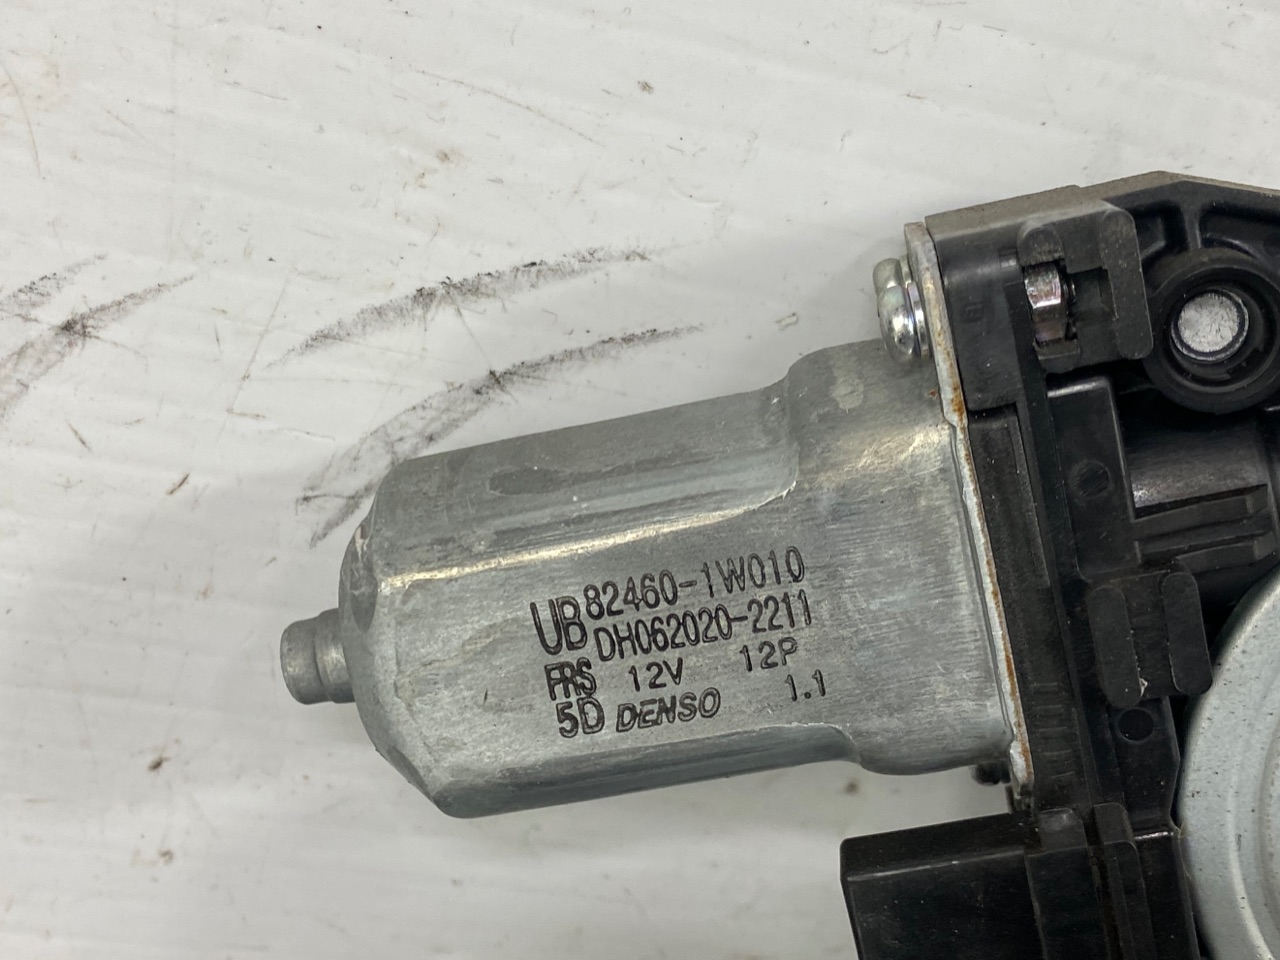 UB 82460-1W010
DH062020-2211
FRS 12V 12P
5D DENSO 1.1